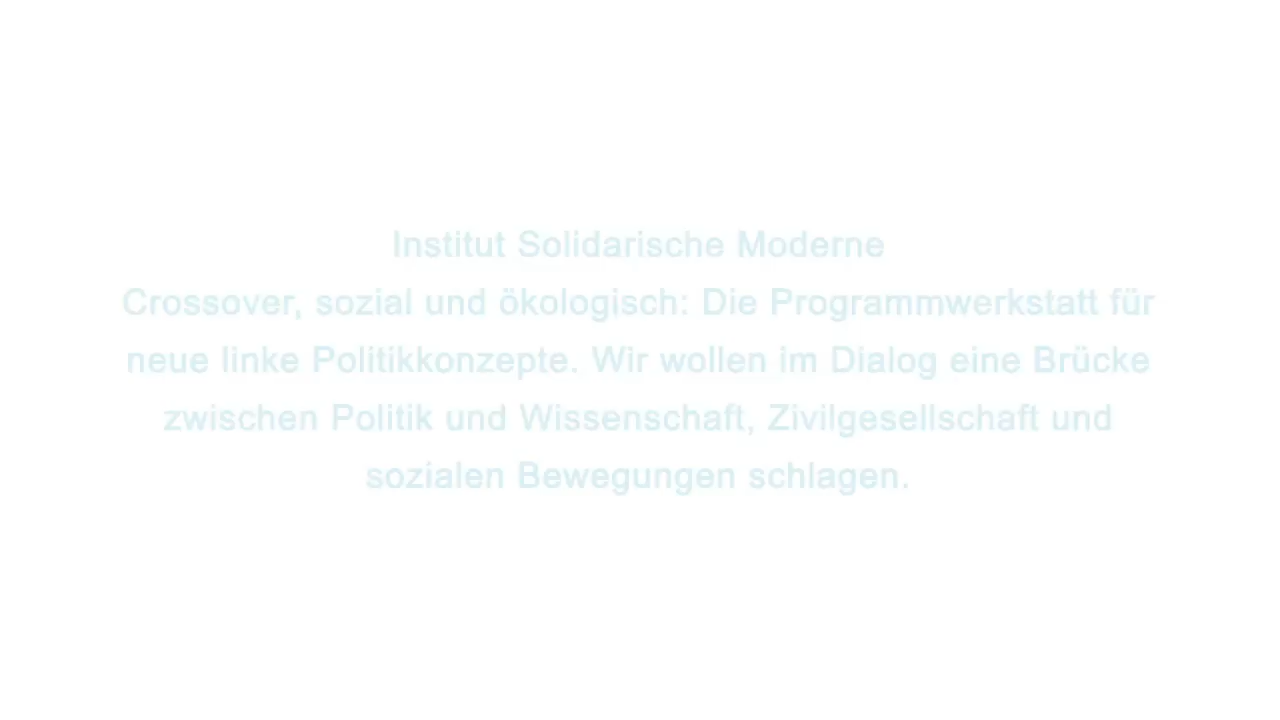 Institut Solidarische Moderne
Crossover, sozial und ökologisch: Die Programmwerkstatt für
neue linke Politikkonzepte. Wir wollen im Dialog eine Brücke
zwischen Politik und Wissenschaft, Zivilgesellschaft und
sozialen Bewegungen schlagen.